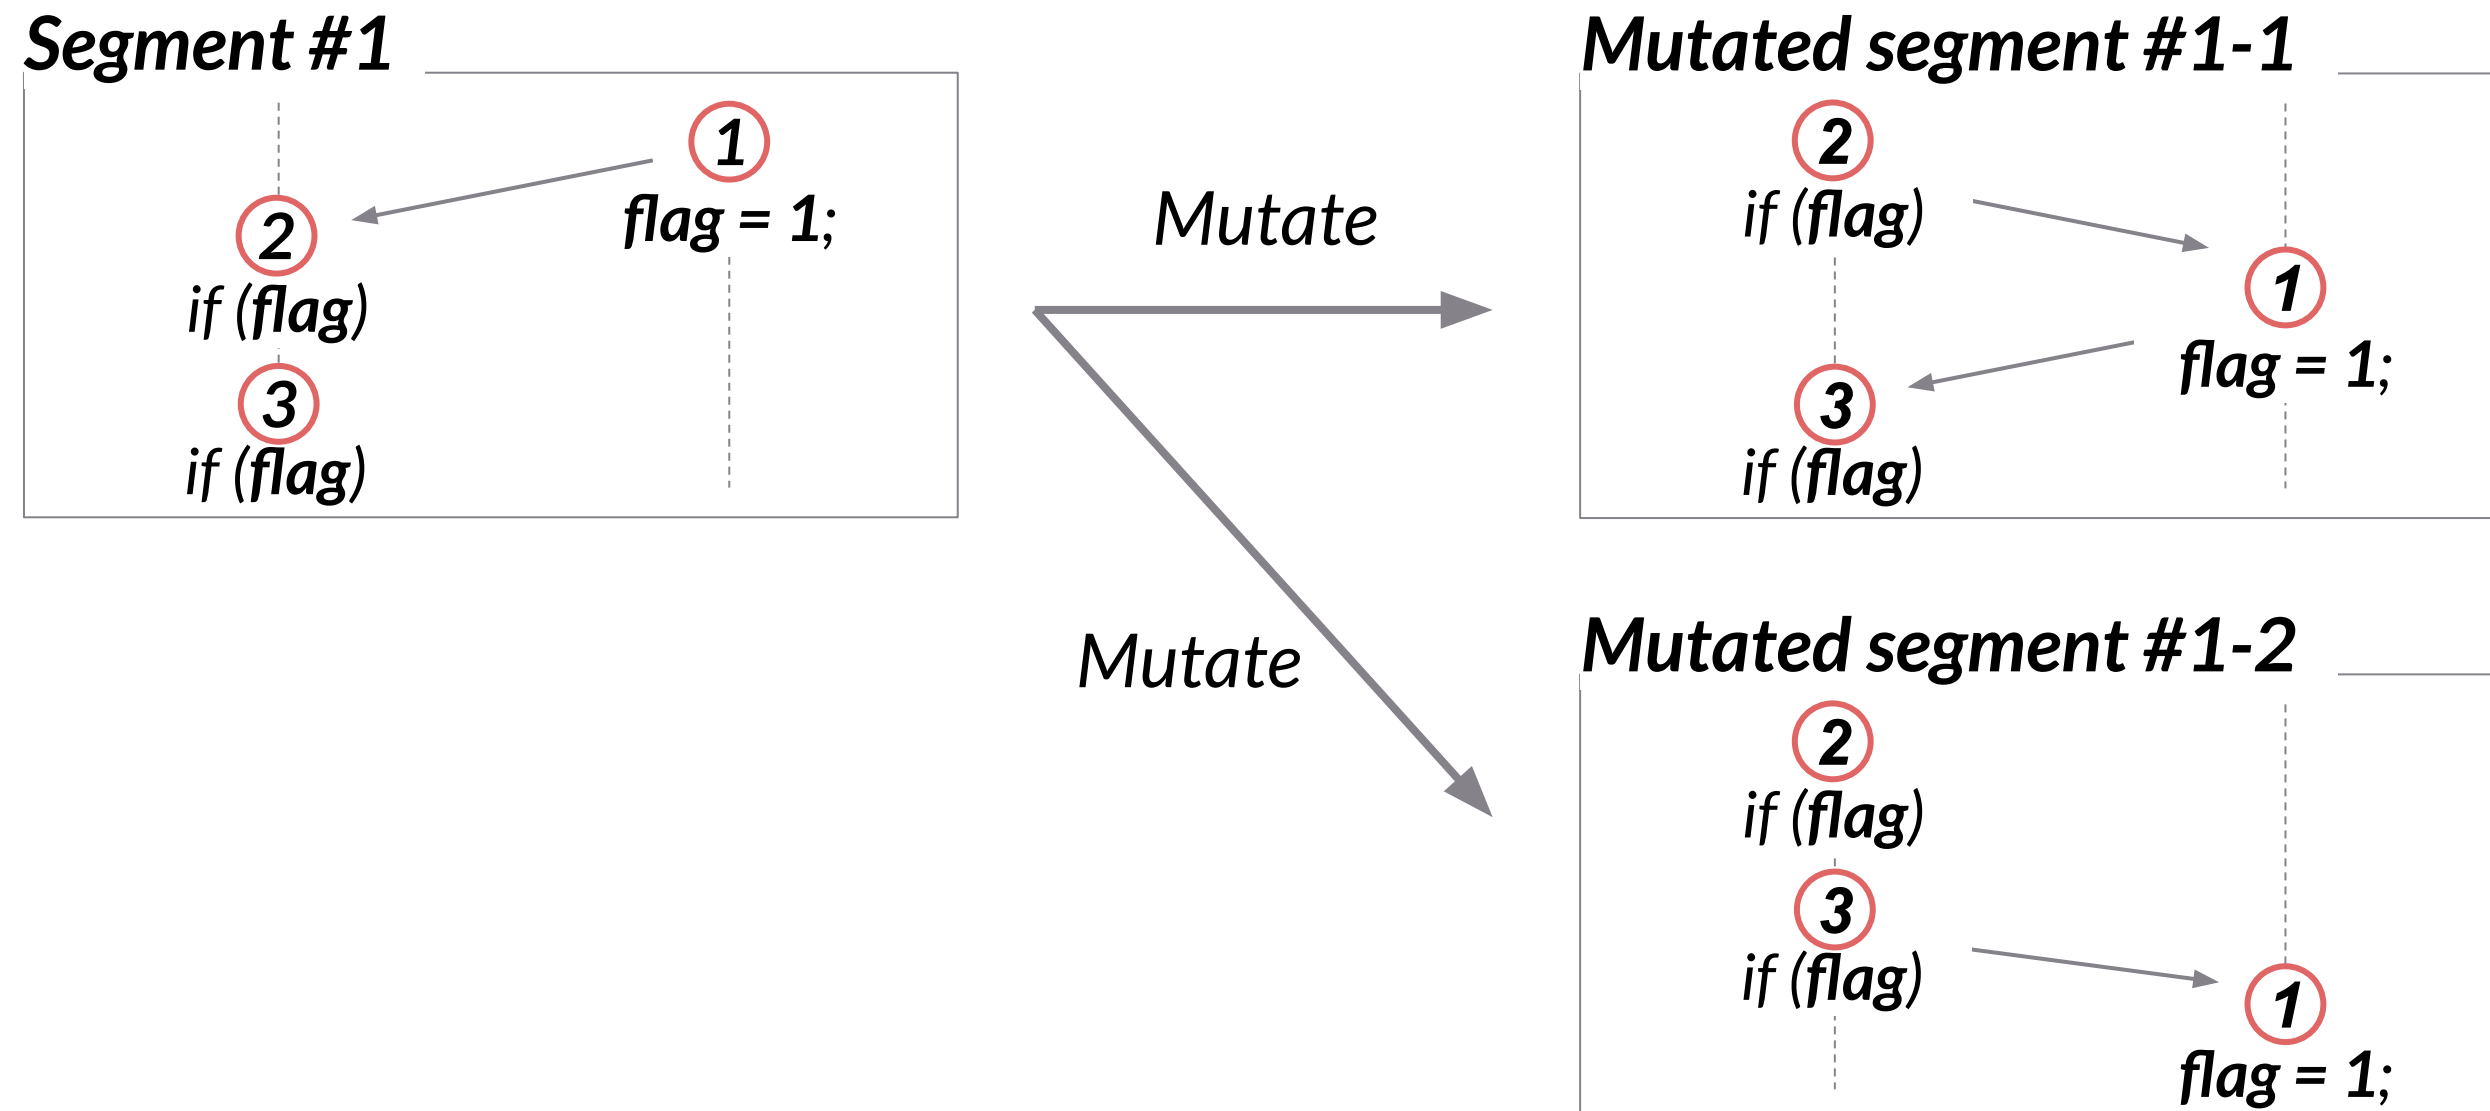 Segment #1
1
flag = 1;
2
if (flag)
3
if (flag)
Mutate
Mutate
Mutated segment #1-1
2
if (flag)
1
flag = 1;
3
if (flag)
Mutated segment #1-2
2
if (flag)
3
if (flag)
1
flag = 1;